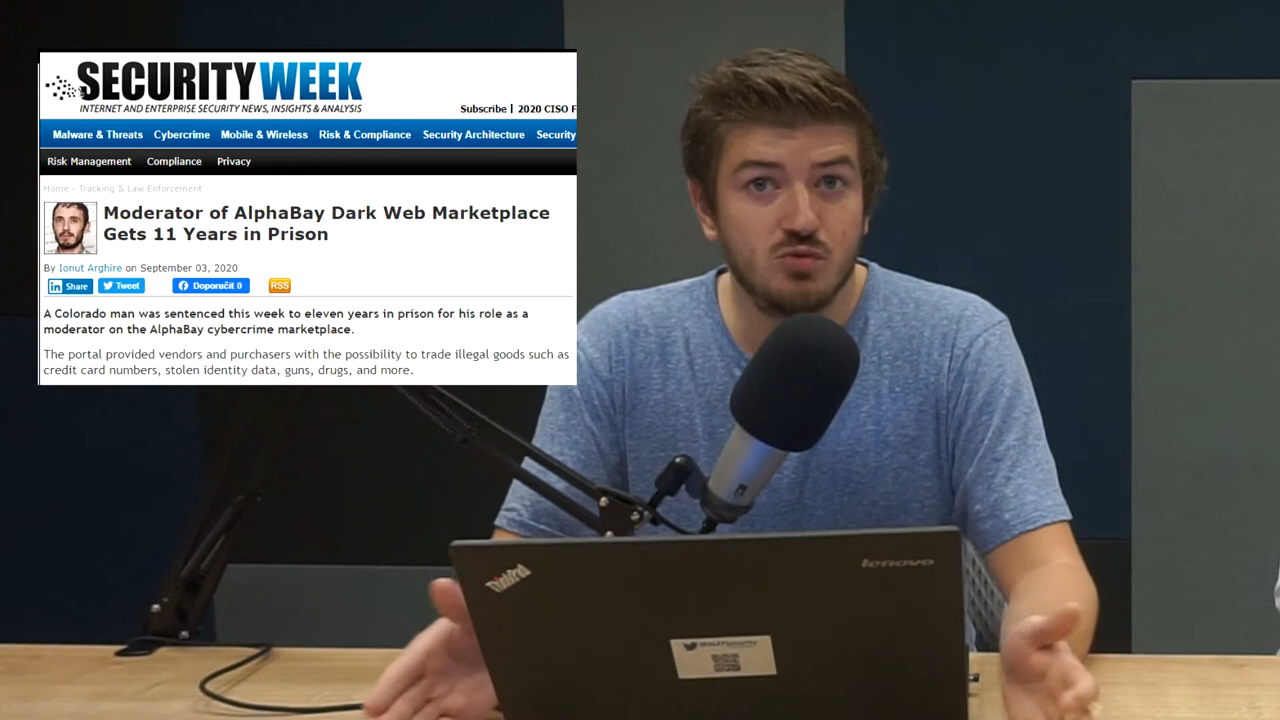 SECURITYWEEK
INTERNET AND ENTERPRISE SECURITY NEWS, INSIGHTS & ANALYSIS
Subscribe | 2020 CISO F
Malware & Threats Cybercrime Mobile & Wireless Risk & Compliance Security Architecture Security
Risk Management Compliance Privacy
Home › Tracking & Law Enforcement
Moderator of AlphaBay Dark Web Marketplace
Gets 11 Years in Prison
By Ionut Arghire on September 03, 2020
in Share Tweet Doporučit 0 RSS
A Colorado man was sentenced this week to eleven years in prison for his role as a
moderator on the AlphaBay cybercrime marketplace.
The portal provided vendors and purchasers with the possibility to trade illegal goods such as
credit card numbers, stolen identity data, guns, drugs, and more.
ThinkPad
lenovo